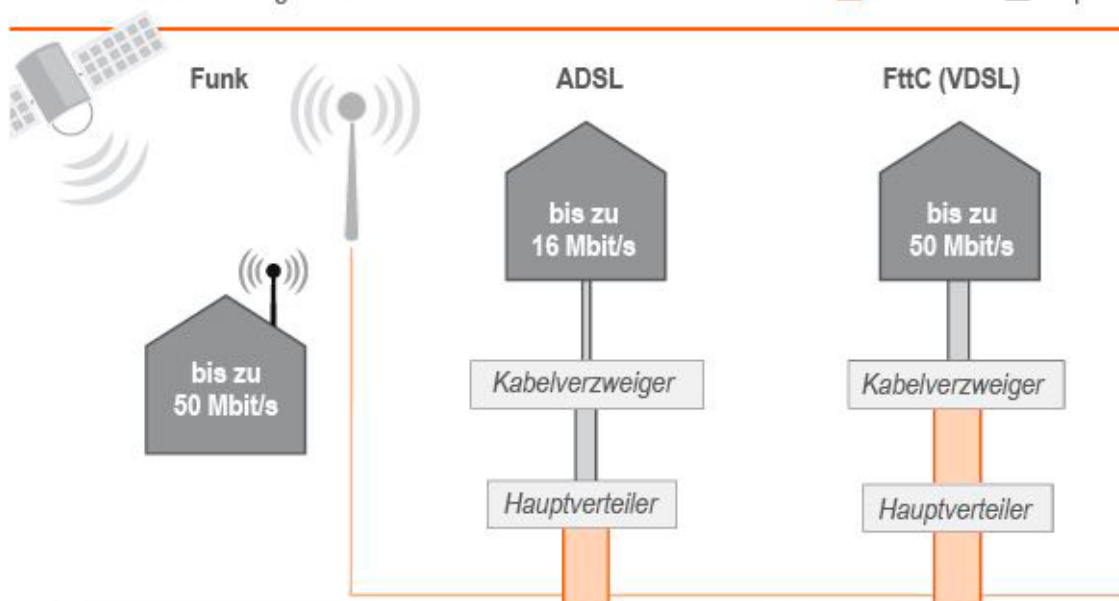 Funk
ADSL
FttC (VDSL)
bis zu
16 Mbit/s
bis zu
50 Mbit/s
bis zu
50 Mbit/s
Kabelverzweiger
Kabelverzweiger
Hauptverteiler
Hauptverteiler